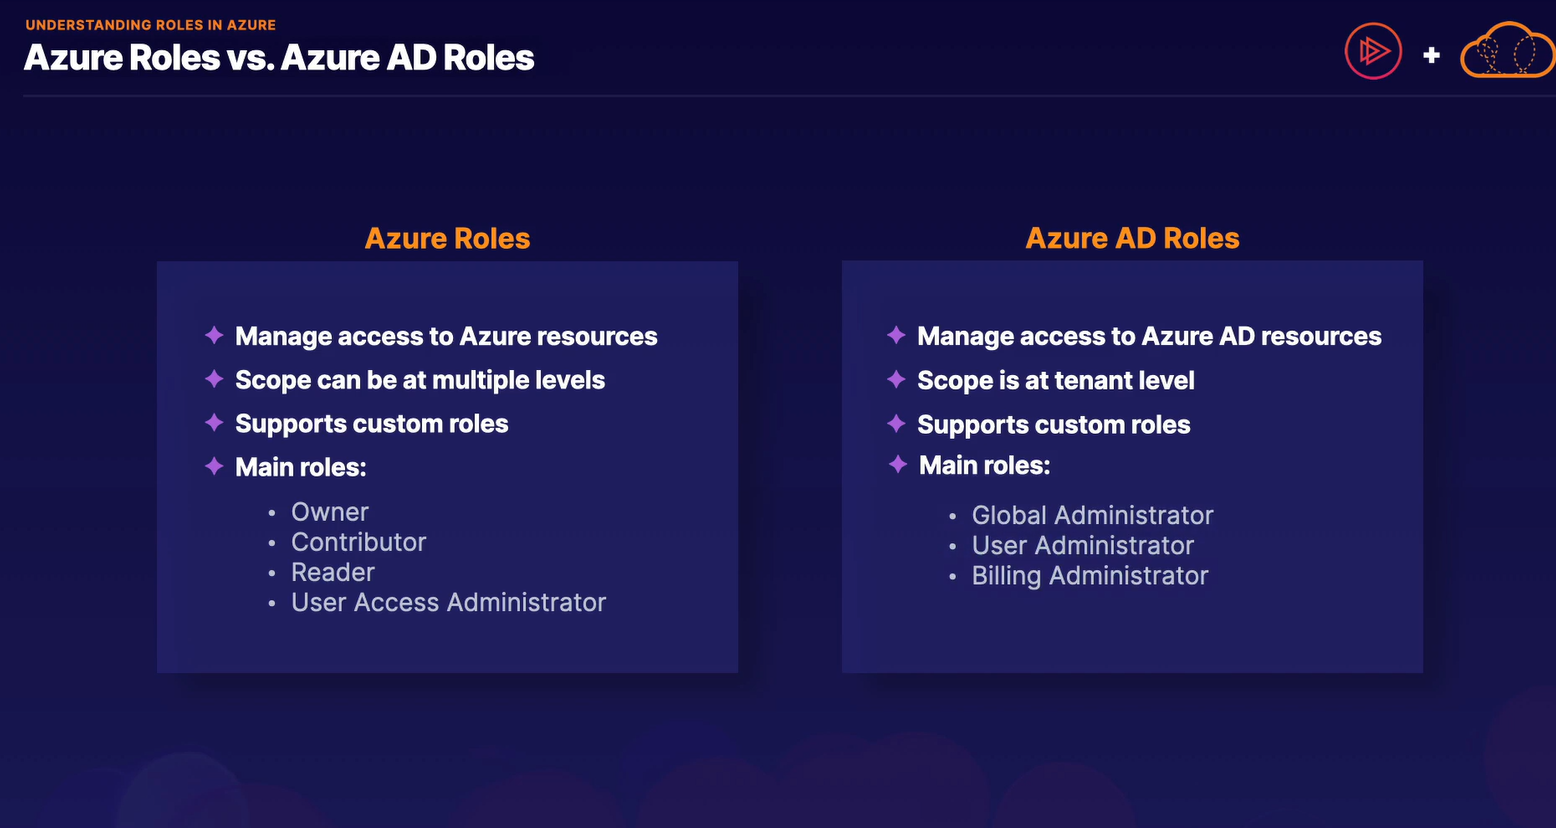 UNDERSTANDING ROLES IN AZURE
Azure Roles vs. Azure AD Roles
+
Azure Roles
Manage access to Azure resources
Scope can be at multiple levels
Supports custom roles
Main roles:
• Owner
• Contributor
• Reader
• User Access Administrator
Azure AD Roles
Manage access to Azure AD resources
Scope is at tenant level
Supports custom roles
Main roles:
• Global Administrator
• User Administrator
• Billing Administrator